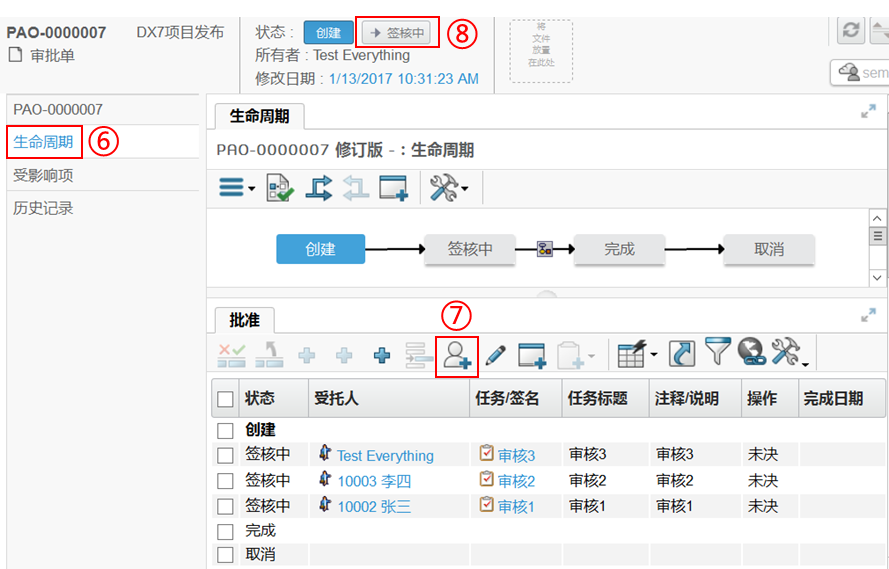 PAO-0000007 DX7项目发布
审批单
状态： 创建 签核中 ⑧
所有者 : Test Everything
修改日期 : 1/13/2017 10:31:23 AM
将
文件
放置
在此处
sem
PAO-0000007
生命周期 ⑥
受影响项
历史记录
生命周期
PAO-0000007 修订版 - : 生命周期
创建 签核中 完成 取消
⑦
批准
状态 受托人 任务/签名 任务标题 注释/说明 操作 完成日期
创建
签核中 Test Everything 审核3 审核3 审核3 未决
签核中 10003 李四 审核2 审核2 审核2 未决
签核中 10002 张三 审核1 审核1 审核1 未决
完成
取消